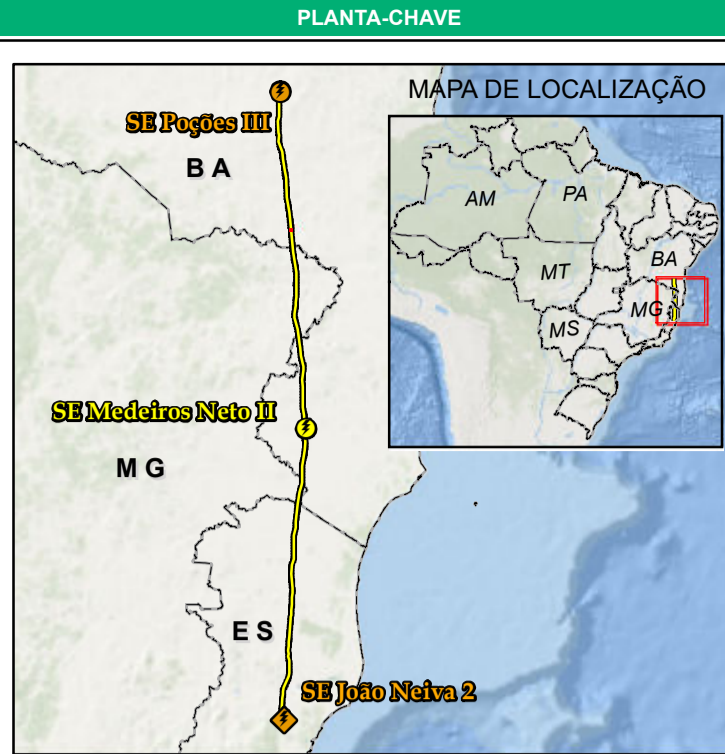 PLANTA-CHAVE
MAPA DE LOCALIZAÇÃO
SE Poções III
B A
AM
PA
BA
MT
MG
MS
SE Medeiros Neto II
M G
E S
SE João Neiva 2